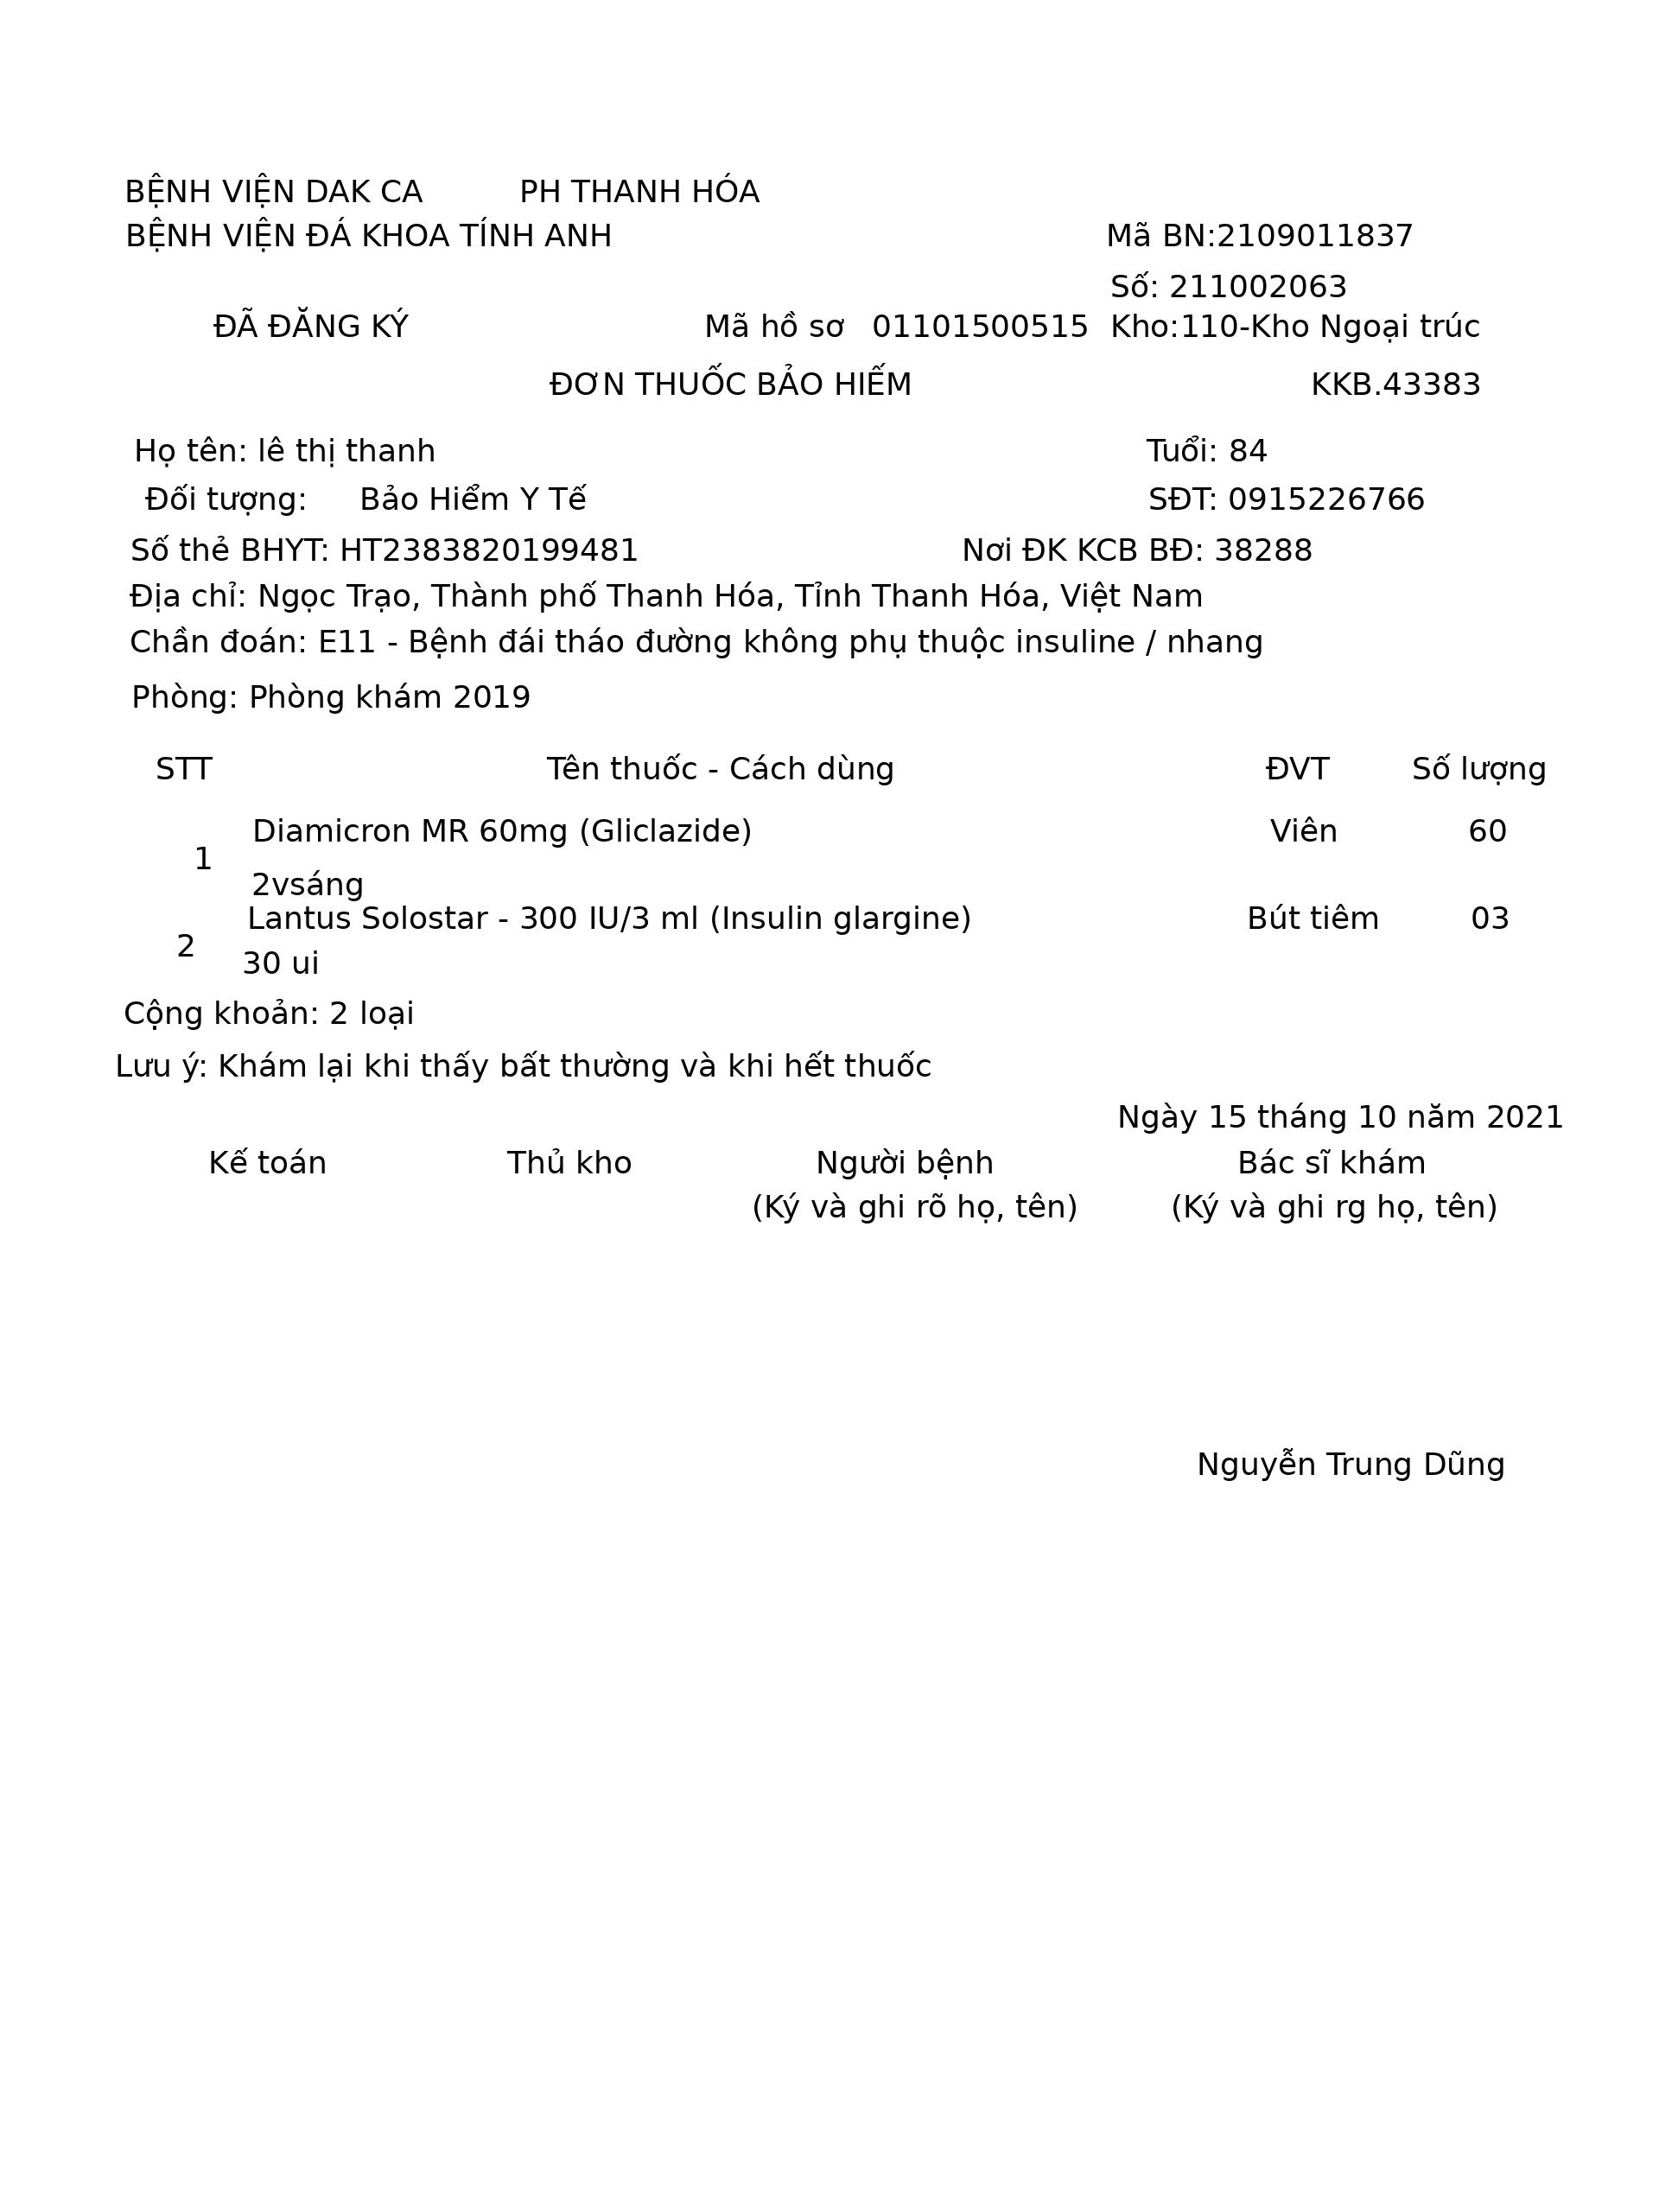 BỆNH VIỆN DAK CA PH THANH HÓA
BỆNH VIỆN ĐÁ KHOA TÍNH ANH Mã BN:2109011837
Số: 211002063
ĐÃ ĐĂNG KÝ Mã hồ sơ 01101500515 Kho:110-Kho Ngoại trúc
ĐƠN THUỐC BẢO HIẾM KKB.43383
Họ tên: lê thị thanh Tuổi: 84
Đối tượng: Bảo Hiểm Y Tế SĐT: 0915226766
Số thẻ BHYT: HT2383820199481 Nơi ĐK KCB BĐ: 38288
Địa chỉ: Ngọc Trạo, Thành phố Thanh Hóa, Tỉnh Thanh Hóa, Việt Nam
Chần đoán: E11 - Bệnh đái tháo đường không phụ thuộc insuline / nhang
Phòng: Phòng khám 2019
STT Tên thuốc - Cách dùng ĐVT Số lượng
1 Diamicron MR 60mg (Gliclazide) Viên 60
2vsáng
2 Lantus Solostar - 300 IU/3 ml (Insulin glargine) Bút tiêm 03
30 ui
Cộng khoản: 2 loại
Lưu ý: Khám lại khi thấy bất thường và khi hết thuốc
Ngày 15 tháng 10 năm 2021
Kế toán Thủ kho Người bệnh Bác sĩ khám
(Ký và ghi rõ họ, tên) (Ký và ghi rg họ, tên)
Nguyễn Trung Dũng